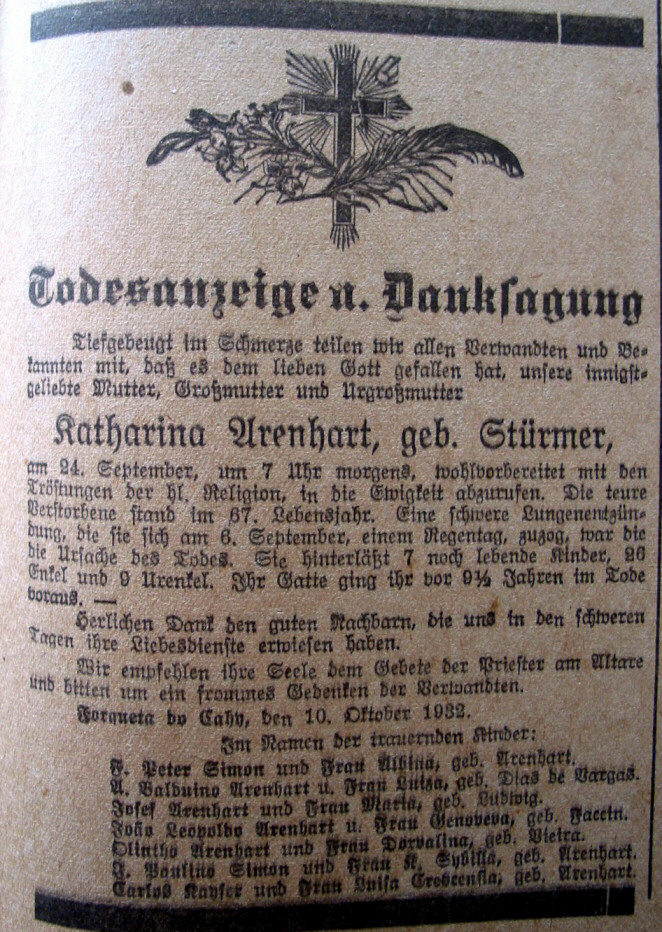 Todesanzeige u. Danksagung
Tiefgebeugt im Schmerze teilen wir allen Verwandten und Be-
kannten mit, daß es dem lieben Gott gefallen hat, unsere innigst-
geliebte Mutter, Großmutter und Urgroßmutter
Katharina Arenhart, geb. Stürmer,
am 24. September, um 7 Uhr morgens, wohlvorbereitet mit den
Tröstungen der hl. Religion, in die Ewigkeit abzurufen. Die teure
Verstorbene stand im 67. Lebensjahr. Eine schwere Lungenentzün-
dung, die sie sich am 6. September, einem Regentag, zuzog, war die
die Ursache des Todes. Sie hinterläßt 7 noch lebende Kinder, 26
Enkel und 9 Urenkel. Ihr Gatte ging ihr vor 9½ Jahren im Tode
voraus. —
Herlichen Dank den guten Nachbarn, die uns in den schweren
Tagen ihre Liebesdienste erwiesen haben.
Wir empfehlen ihre Seele dem Gebete der Priester am Altare
und bitten um ein frommes Gedenken der Verwandten.
Forqueta do Cahy, den 10. Oktober 1932.
Im Namen der trauernden Kinder:
F. Peter Simon und Frau Albina, geb. Arenhart.
A. Balduino Arenhart u. Frau Luiza, geb. Dias de Vargas.
Josef Arenhart und Frau Maria, geb. Ludwig.
João Leopoldo Arenhart u. Frau Genoveva, geb. Faccin.
Olintho Arenhart und Frau Dorvalina, geb. Vieira.
J. Paulino Simon und Frau K. Sybilla, geb. Arenhart.
Carlos Kayser und Frau Luisa Crescensia, geb. Arenhart.